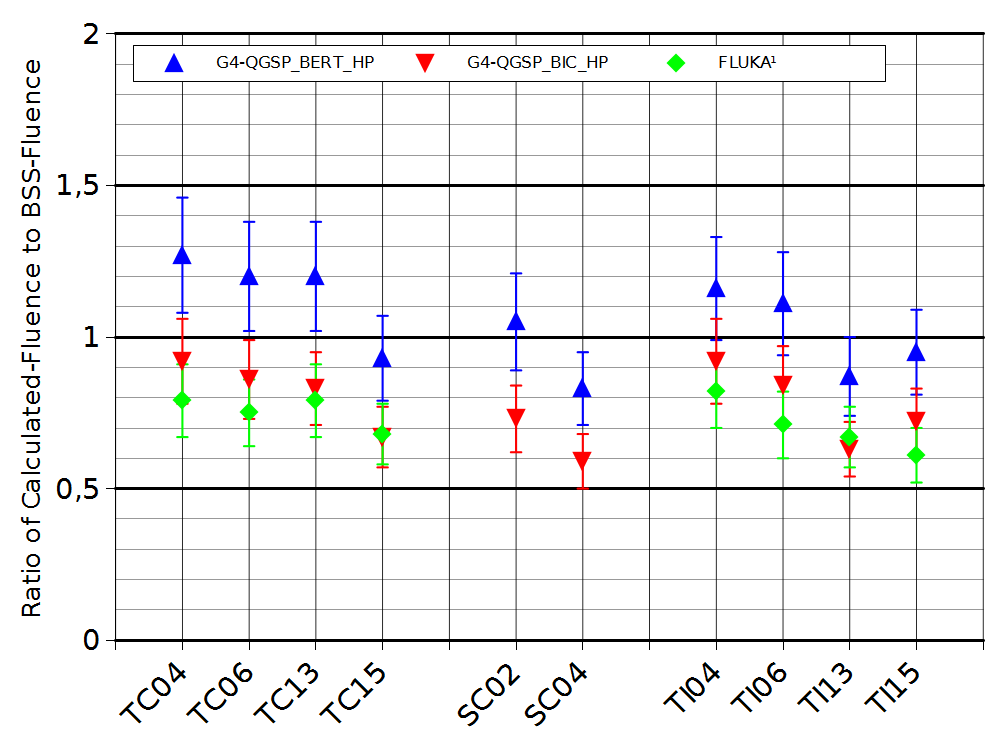 Ratio of Calculated-Fluence to BSS-Fluence
2
1,5
1
0,5
0
G4-QGSP_BERT_HP G4-QGSP_BIC_HP FLUKA¹
TC04 TC06 TC13 TC15 SC02 SC04 TI04 TI06 TI13 TI15